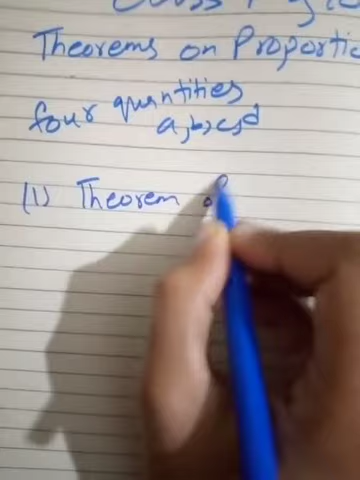 Theorems on Proportio
four quantities
a, b, c, d
(1) Theorem o